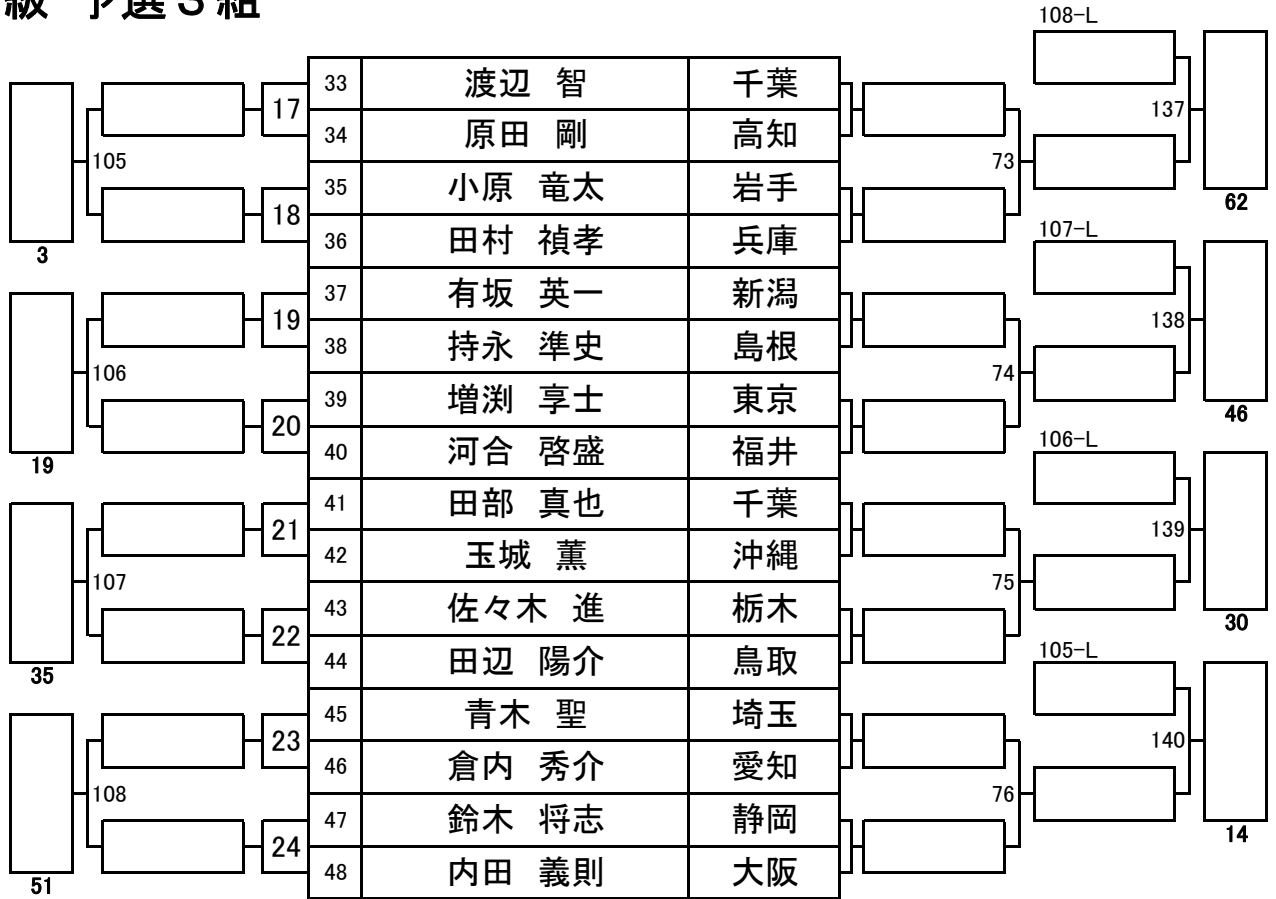 級 予選3組
108-L
33 渡辺 智 千葉
17
137
34 原田 剛 高知
105
73
35 小原 竜太 岩手
18
62
36 田村 禎孝 兵庫
107-L
3
37 有坂 英一 新潟
19
138
38 持永 準史 島根
106
74
39 増渕 享士 東京
20
46
40 河合 啓盛 福井
106-L
19
41 田部 真也 千葉
21
139
42 玉城 薫 沖縄
107
75
43 佐々木 進 栃木
22
30
44 田辺 陽介 鳥取
105-L
35
45 青木 聖 埼玉
23
140
46 倉内 秀介 愛知
108
76
47 鈴木 将志 静岡
24
14
48 内田 義則 大阪
51